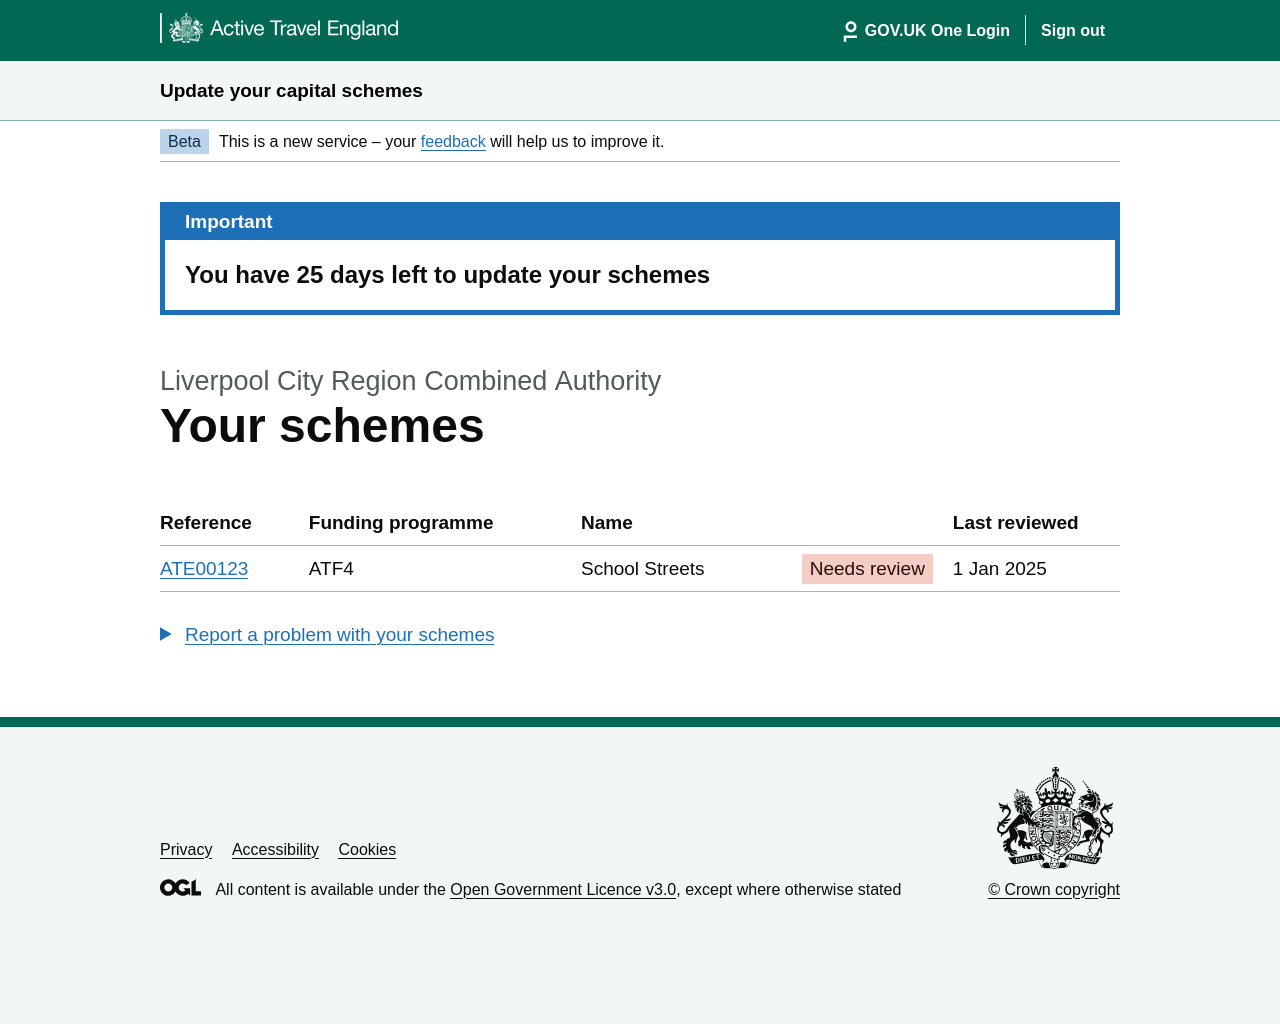 Active Travel England
GOV.UK One Login
Sign out
Update your capital schemes
Beta
This is a new service – your feedback will help us to improve it.
Important
You have 25 days left to update your schemes
Liverpool City Region Combined Authority
Your schemes
Reference Funding programme Name Last reviewed
ATE00123 ATF4 School Streets Needs review 1 Jan 2025
Report a problem with your schemes
DIEU ET MON DROIT
Privacy Accessibility Cookies
OGL All content is available under the Open Government Licence v3.0, except where otherwise stated
© Crown copyright